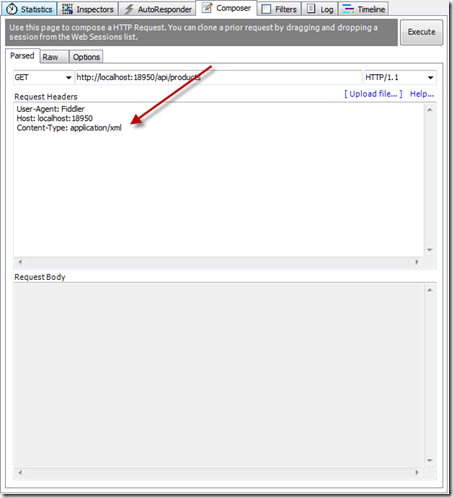 Statistics Inspectors AutoResponder Composer Filters Log Timeline
Use this page to compose a HTTP Request. You can clone a prior request by dragging and dropping a
session from the Web Sessions list.
Execute
Parsed Raw Options
GET http://localhost:18950/api/products HTTP/1.1
Request Headers [ Upload file... ] Help...
User-Agent: Fiddler
Host: localhost:18950
Content-Type: application/xml
Request Body